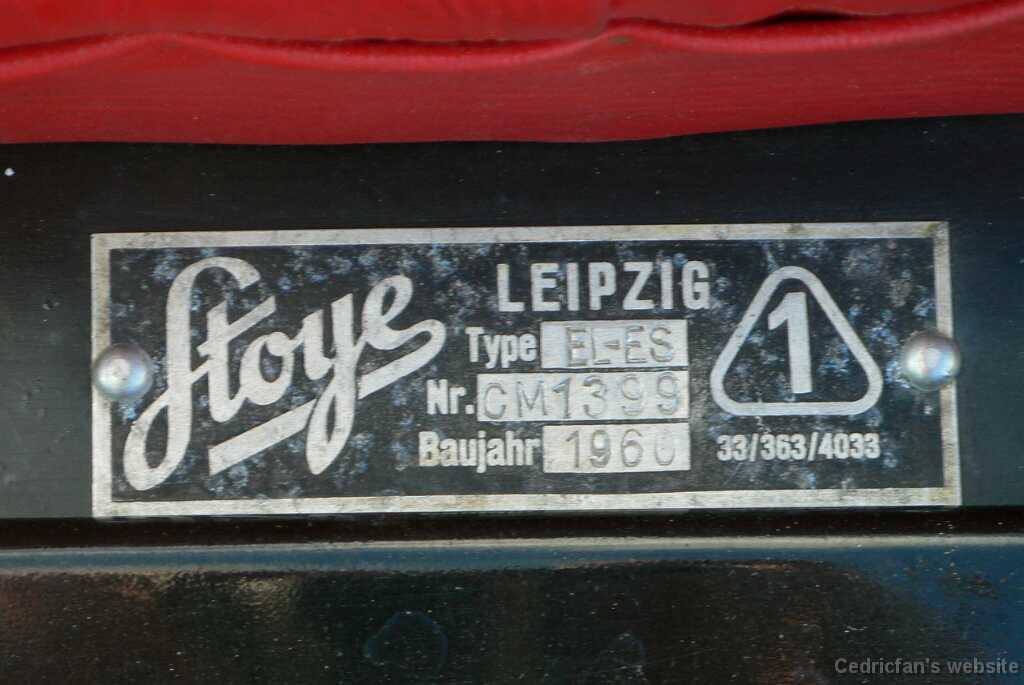 Stoye
LEIPZIG
Type EL-ES
Nr. CM1399
Baujahr 1960
1
33/363/4033
Cedricfan's website